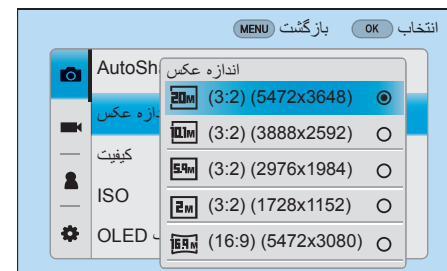 انتخاب OK بازگشت MENU
AutoSh
اندازه عکس
20M (3:2) (5472x3648)
دازه عکس
10.1M (3:2) (3888x2592)
کیفیت
5.9M (3:2) (2976x1984)
ISO
2M (3:2) (1728x1152)
OLED
16.9M (16:9) (5472x3080)